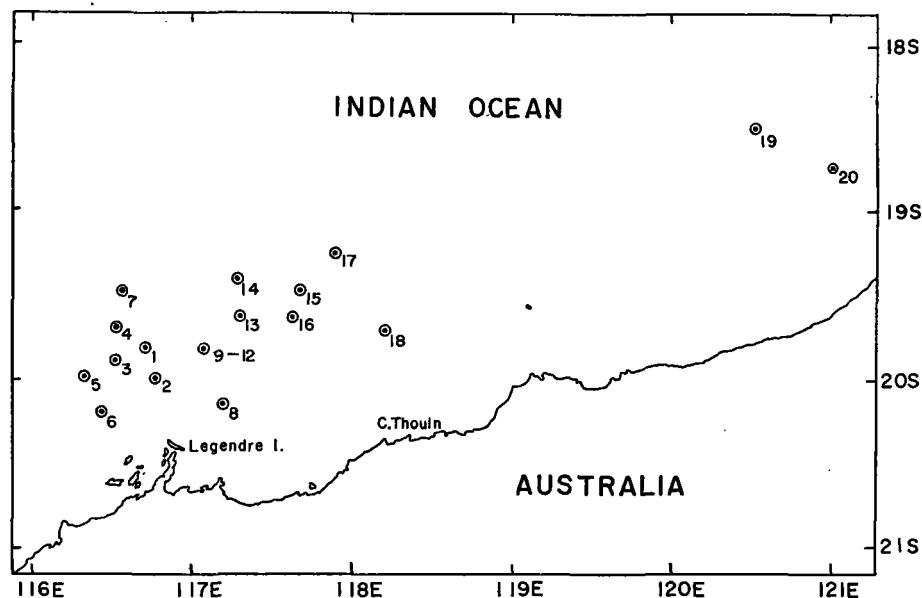 18S
INDIAN OCEAN
19
20
19S
17
14
7
15
13
16
4
18
1
9-12
3
20S
5
2
8
6
C.Thouin
Legendre I.
AUSTRALIA
21S
116E 117E 118E 119E 120E 121E